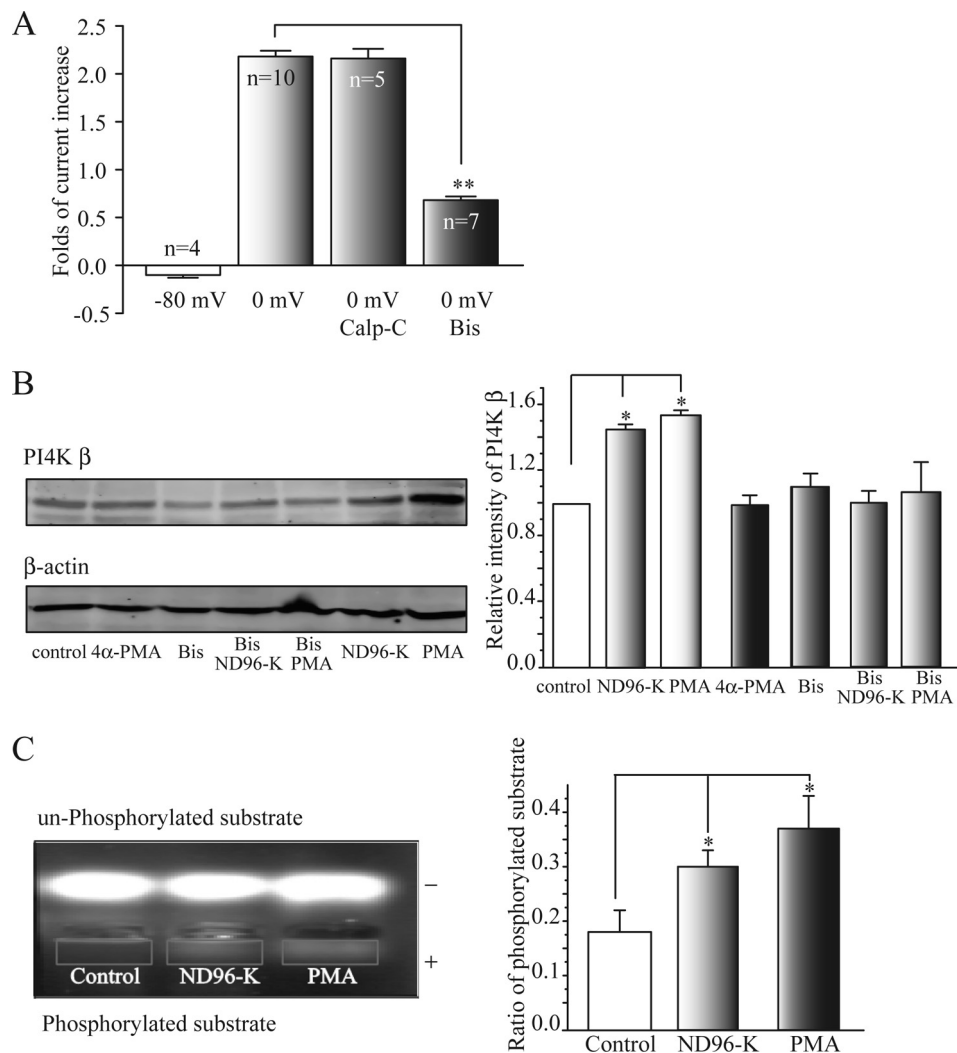 A
Folds of current increase
2.5
2.0
1.5
1.0
0.5
0.0
-0.5
n=4
n=10
n=5
**
n=7
-80 mV 0 mV 0 mV 0 mV
Calp-C Bis
B
PI4K β
β-actin
control 4α-PMA Bis Bis ND96-K Bis PMA ND96-K PMA
Relative intensity of PI4K β
1.6
1.2
0.8
0.4
0.0
*
*
control ND96-K PMA 4α-PMA Bis Bis ND96-K Bis PMA
C
un-Phosphorylated substrate
−
+
Control ND96-K PMA
Phosphorylated substrate
Ratio of phosphorylated substrate
0.4
0.3
0.2
0.1
0.0
*
*
Control ND96-K PMA